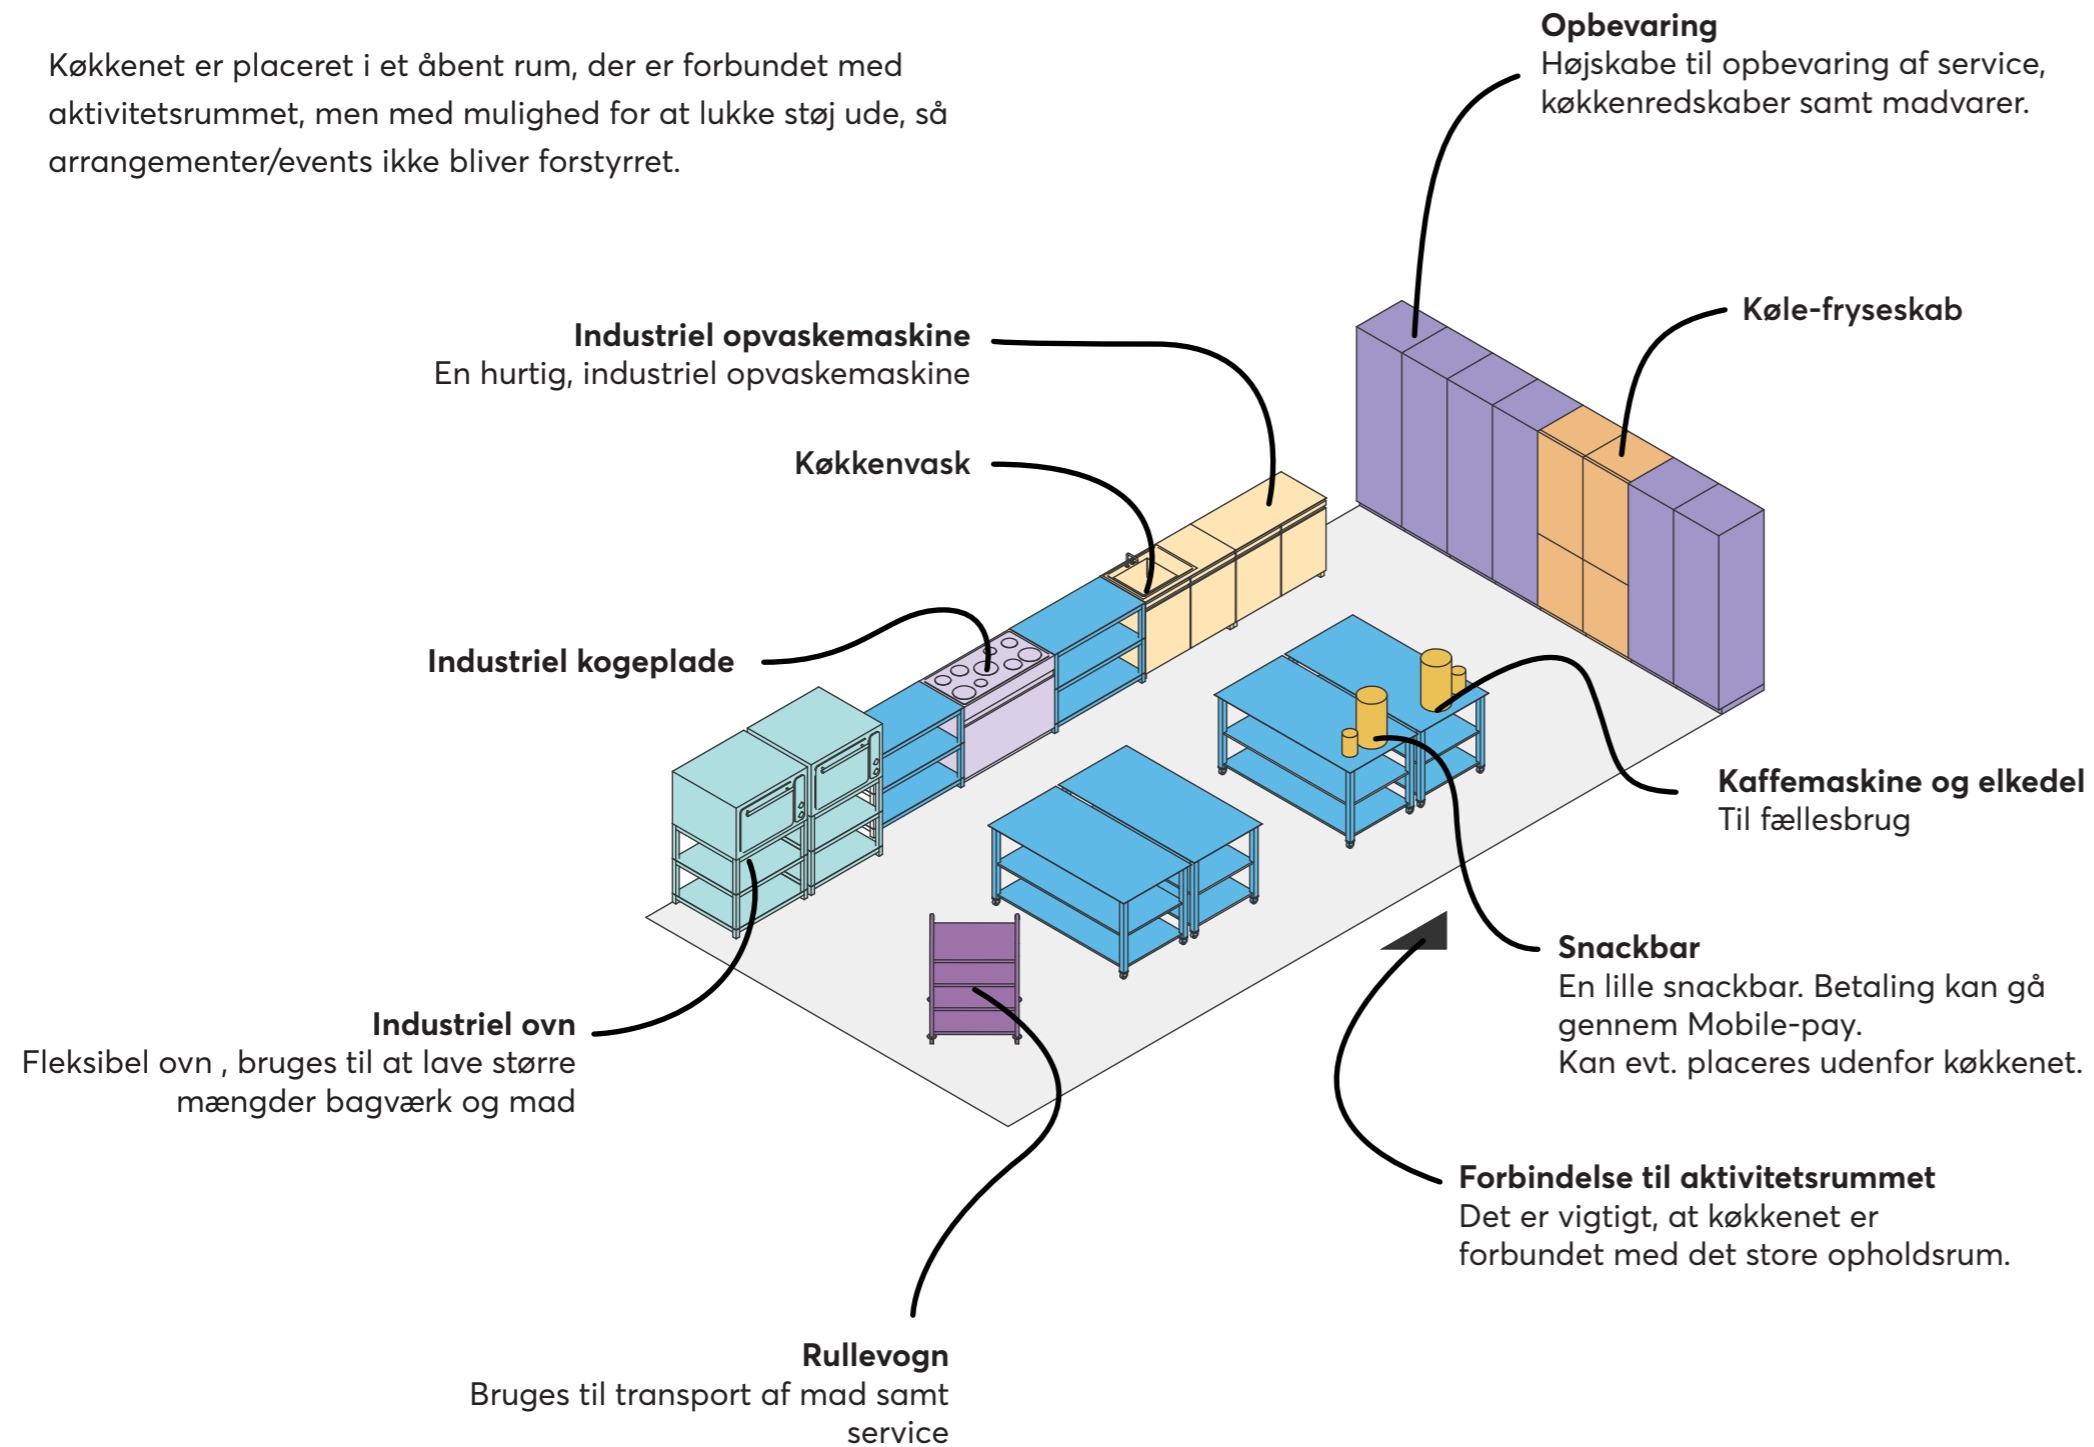 Køkkenet er placeret i et åbent rum, der er forbundet med
aktivitetsrummet, men med mulighed for at lukke støj ude, så
arrangementer/events ikke bliver forstyrret.
Opbevaring
Højskabe til opbevaring af service,
køkkenredskaber samt madvarer.
Køle-fryseskab
Industriel opvaskemaskine
En hurtig, industriel opvaskemaskine
Køkkenvask
Industriel kogeplade
Kaffemaskine og elkedel
Til fællesbrug
Snackbar
En lille snackbar. Betaling kan gå
gennem Mobile-pay.
Kan evt. placeres udenfor køkkenet.
Industriel ovn
Fleksibel ovn , bruges til at lave større
mængder bagværk og mad
Forbindelse til aktivitetsrummet
Det er vigtigt, at køkkenet er
forbundet med det store opholdsrum.
Rullevogn
Bruges til transport af mad samt
service